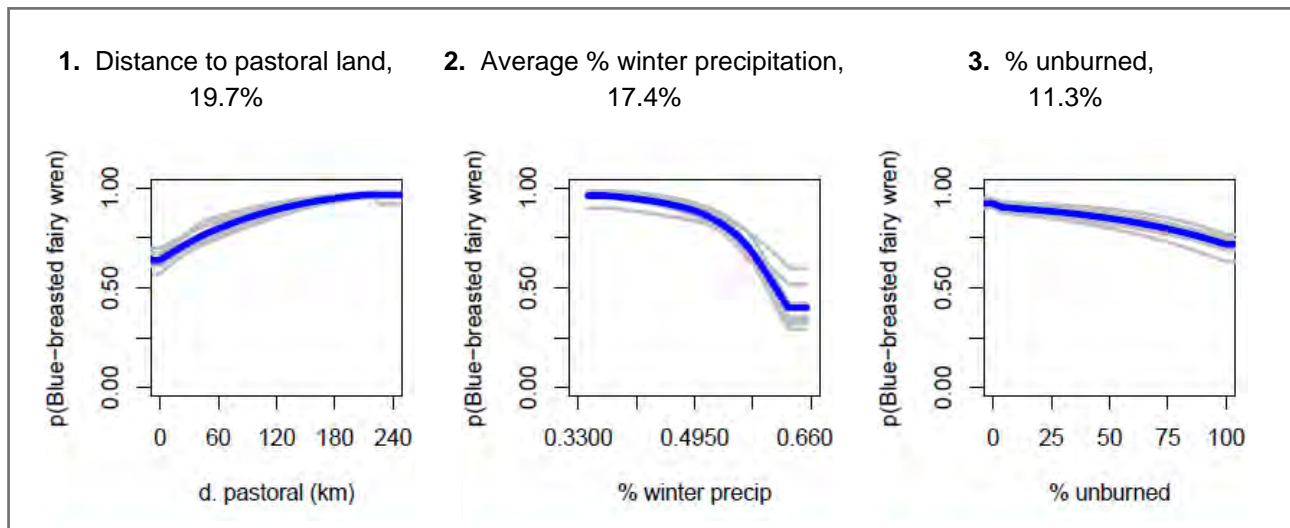 1. Distance to pastoral land,
19.7%
2. Average % winter precipitation,
17.4%
3. % unburned,
11.3%
p(Blue−breasted fairy wren)
0.00 0.50 1.00
0 60 120 180 240
d. pastoral (km)
p(Blue−breasted fairy wren)
0.00 0.50 1.00
0.3300 0.4950 0.660
% winter precip
p(Blue−breasted fairy wren)
0.00 0.50 1.00
0 25 50 75 100
% unburned